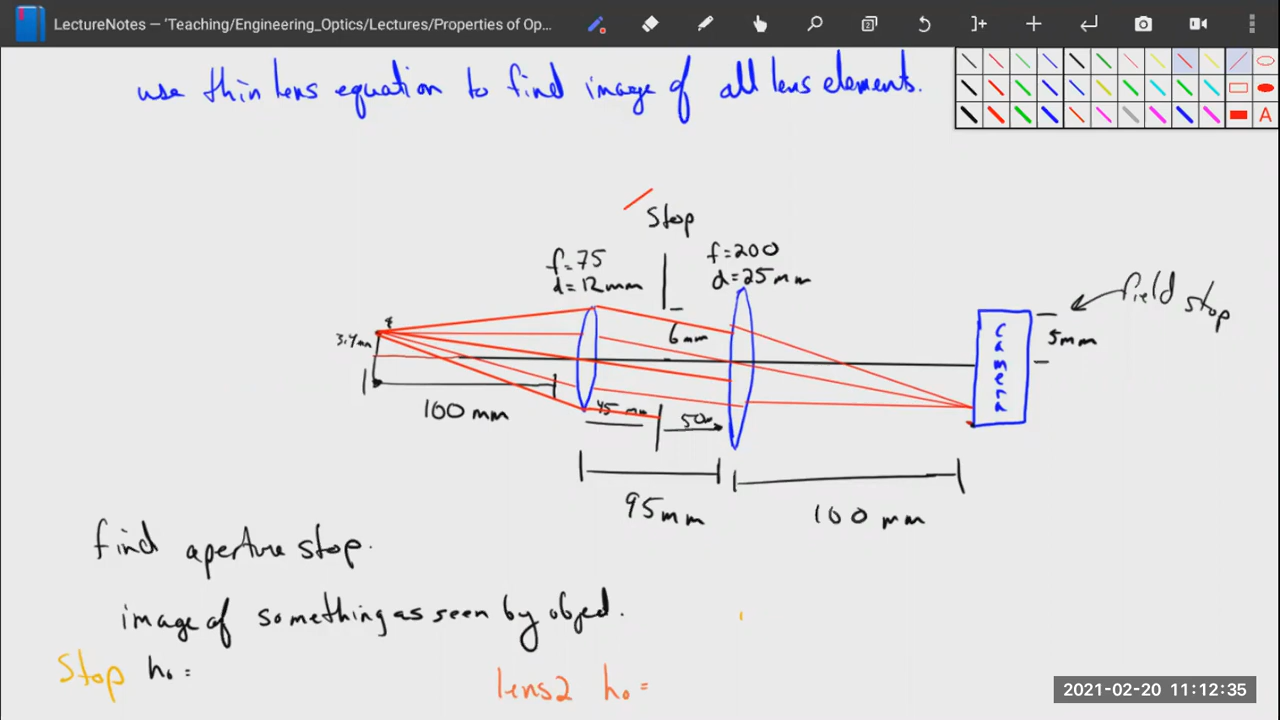 LectureNotes — 'Teaching/Engineering_Optics/Lectures/Properties of Op...
use thin lens equation to find image of all lens elements.
Stop
f=75
d=12mm
f=200
d=25mm
field stop
3.4mm
6mm
camera
5mm
100 mm
45 mm
50
95mm
100 mm
find aperture stop.
image of something as seen by object.
Stop h₀ =
lens2 h₀ =
A
2021-02-20 11:12:35